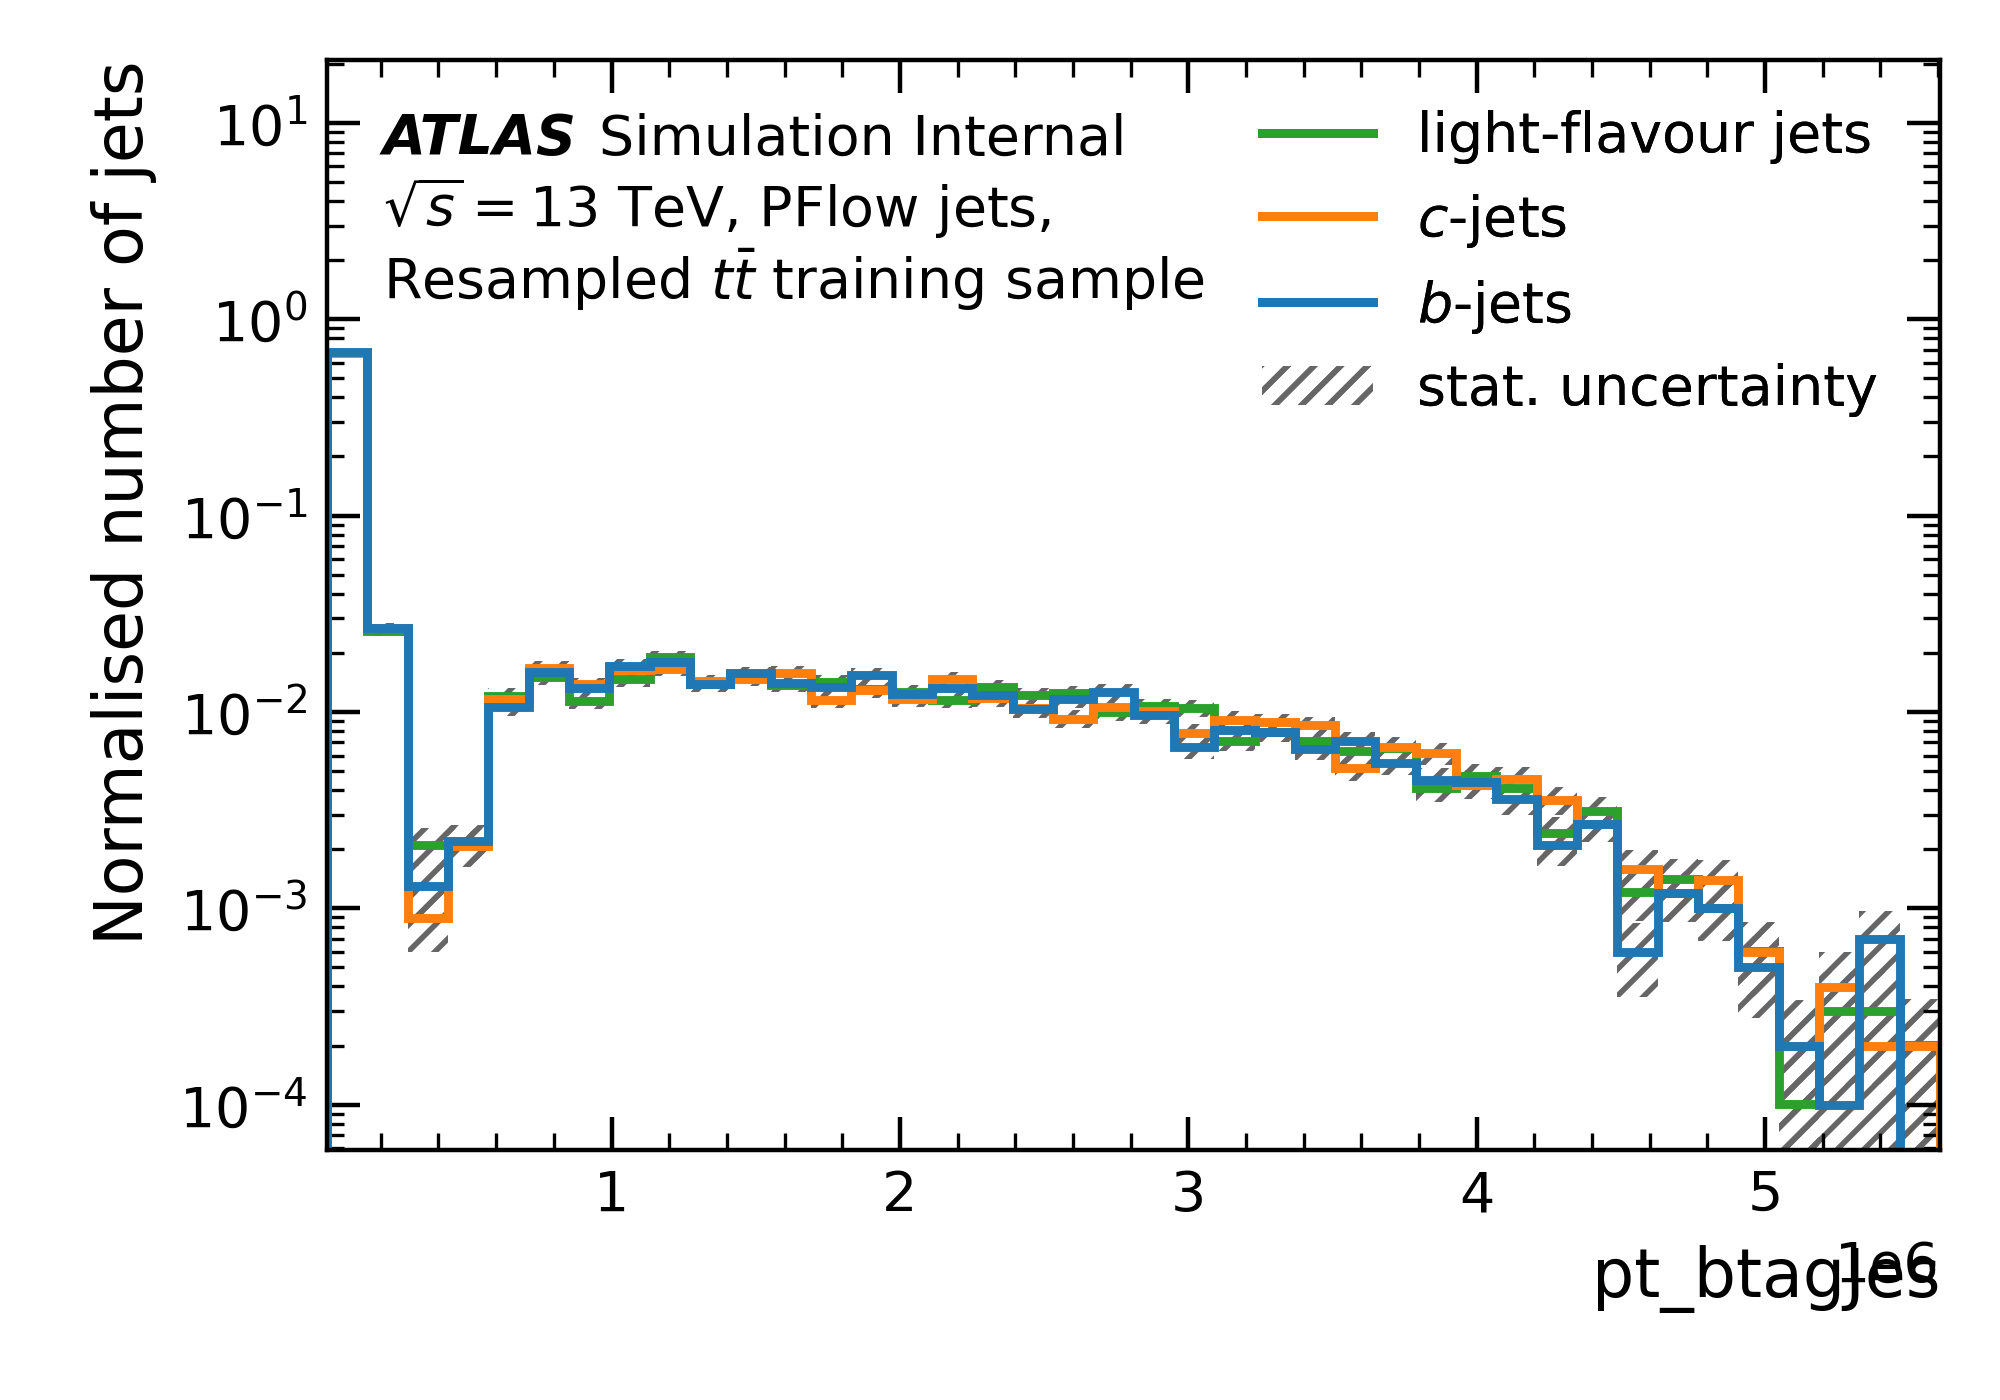 Normalised number of jets
10¹
10⁰
10⁻¹
10⁻²
10⁻³
10⁻⁴
ATLAS Simulation Internal
√s = 13 TeV, PFlow jets,
Resampled tt̄ training sample
light-flavour jets
c-jets
b-jets
stat. uncertainty
1 2 3 4 5
1e6
pt_btagJes